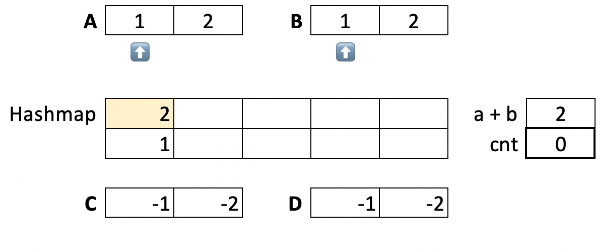 A 1 2 B 1 2
Hashmap 2 a + b 2
1 cnt 0
C -1 -2 D -1 -2